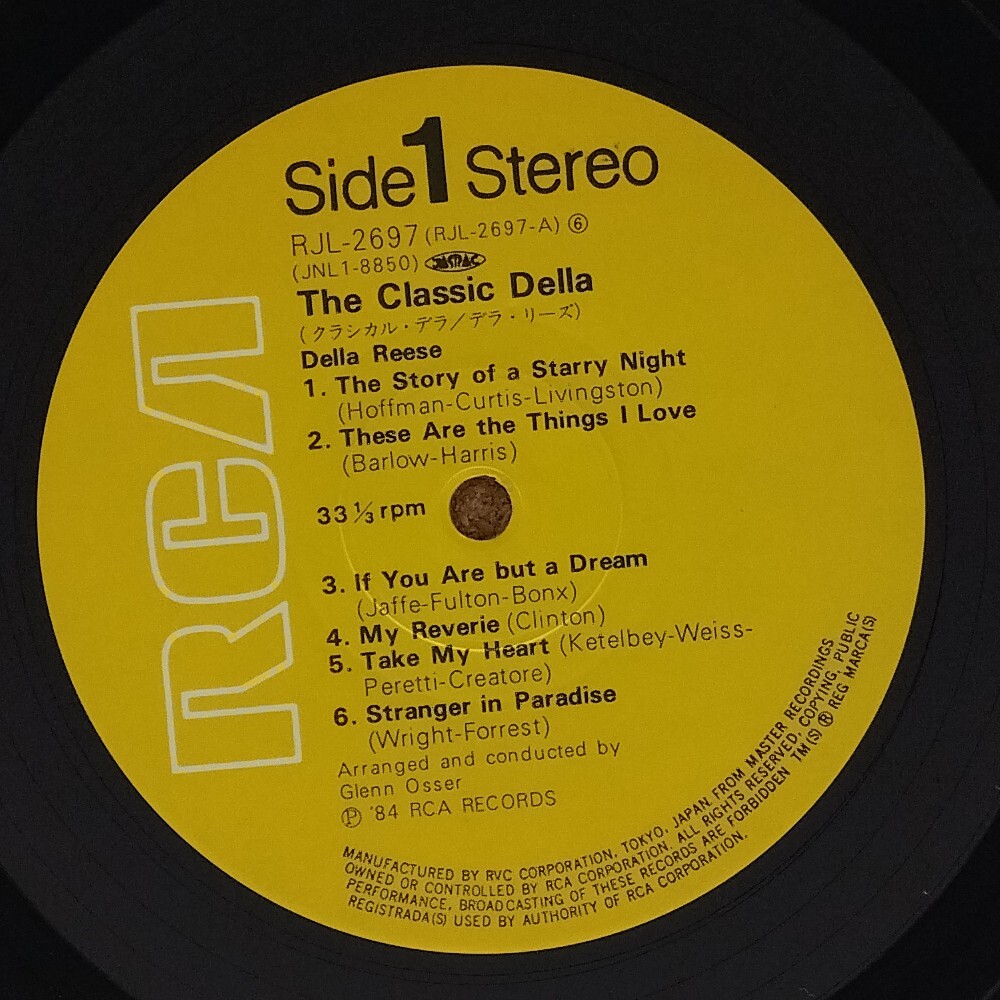 Side 1 Stereo
RJL-2697 (RJL-2697-A) ⑥
(JNL1-8850) JASRAC
The Classic Della
(クラシカル・デラ/デラ・リーズ)
Della Reese
1. The Story of a Starry Night
(Hoffman-Curtis-Livingston)
2. These Are the Things I Love
(Barlow-Harris)
33 1/3 rpm
3. If You Are but a Dream
(Jaffe-Fulton-Bonx)
4. My Reverie (Clinton)
5. Take My Heart (Ketelbey-Weiss-
Peretti-Creatore)
6. Stranger in Paradise
(Wright-Forrest)
Arranged and conducted by
Glenn Osser
Ⓟ '84 RCA RECORDS
RCA
MANUFACTURED BY RVC CORPORATION, TOKYO, JAPAN, FROM MASTER RECORDINGS
OWNED OR CONTROLLED BY RCA CORPORATION. ALL RIGHTS RESERVED, COPYING, PUBLIC
PERFORMANCE, BROADCASTING OF THESE RECORDS ARE FORBIDDEN TM(S) ® REG MARCA(S)
REGISTRADA(S) USED BY AUTHORITY OF RCA CORPORATION.